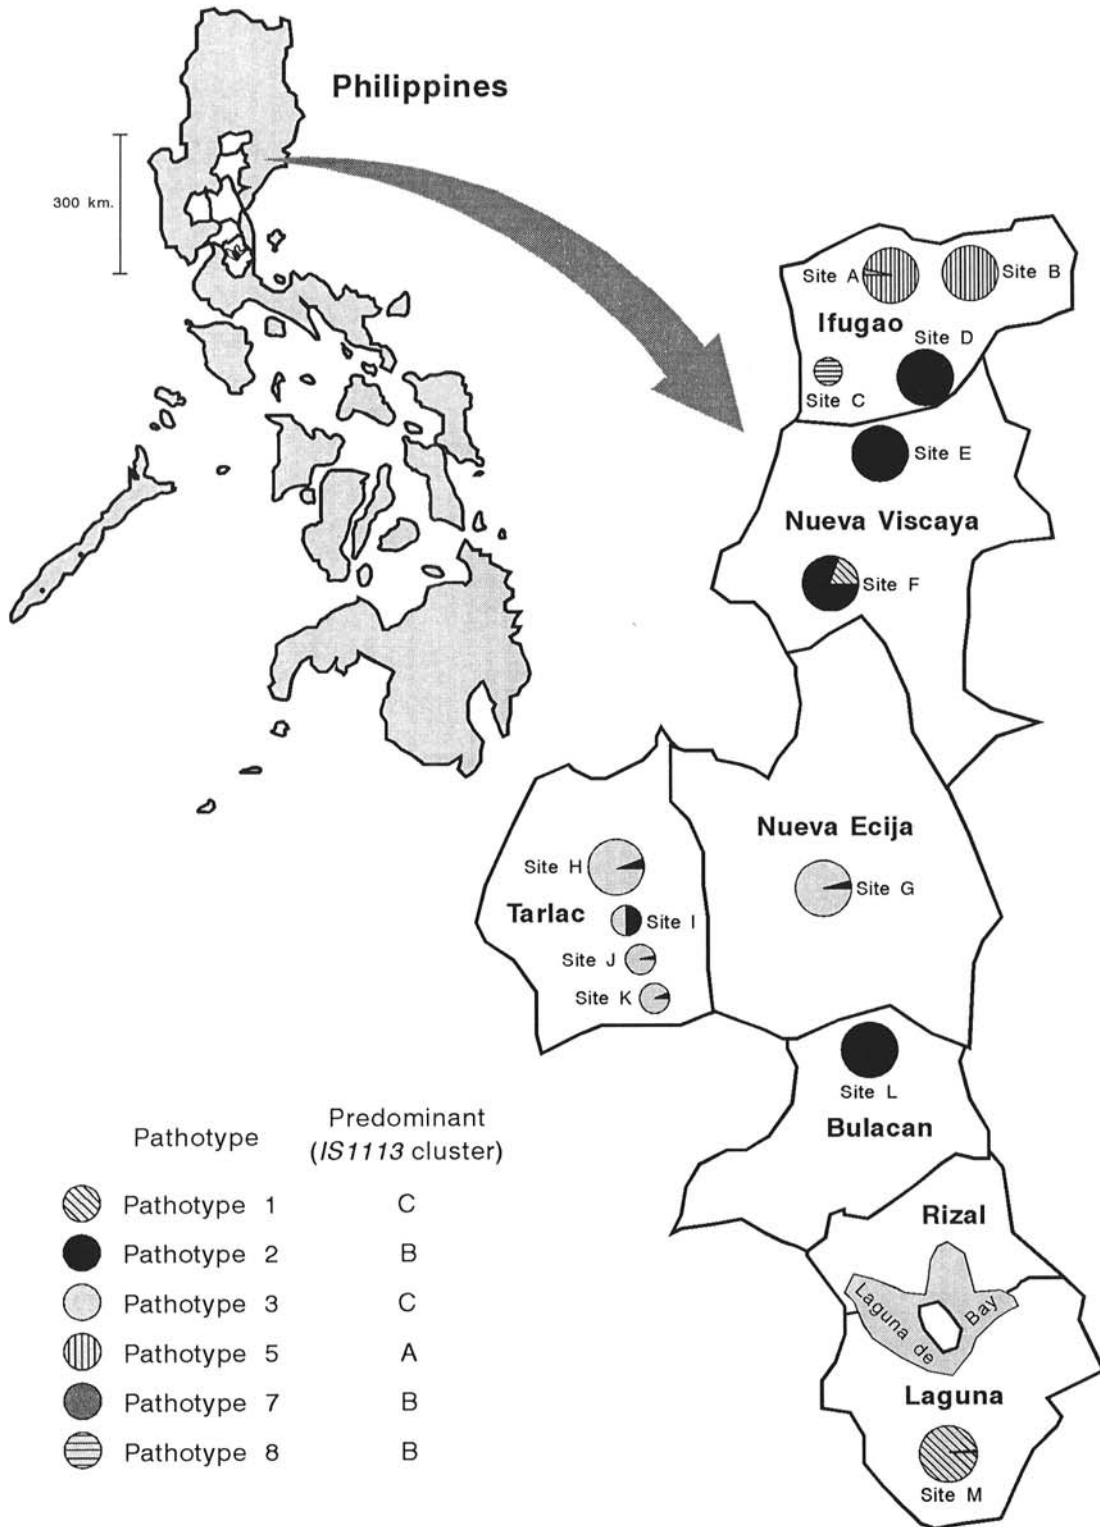 Philippines
300 km.
Site A
Site B
Ifugao
Site D
Site C
Site E
Nueva Viscaya
Site F
Nueva Ecija
Site H
Site G
Tarlac
Site I
Site J
Site K
Site L
Bulacan
Pathotype
Predominant
(IS1113 cluster)
Pathotype 1 C
Pathotype 2 B
Pathotype 3 C
Pathotype 5 A
Pathotype 7 B
Pathotype 8 B
Rizal
Laguna de Bay
Laguna
Site M